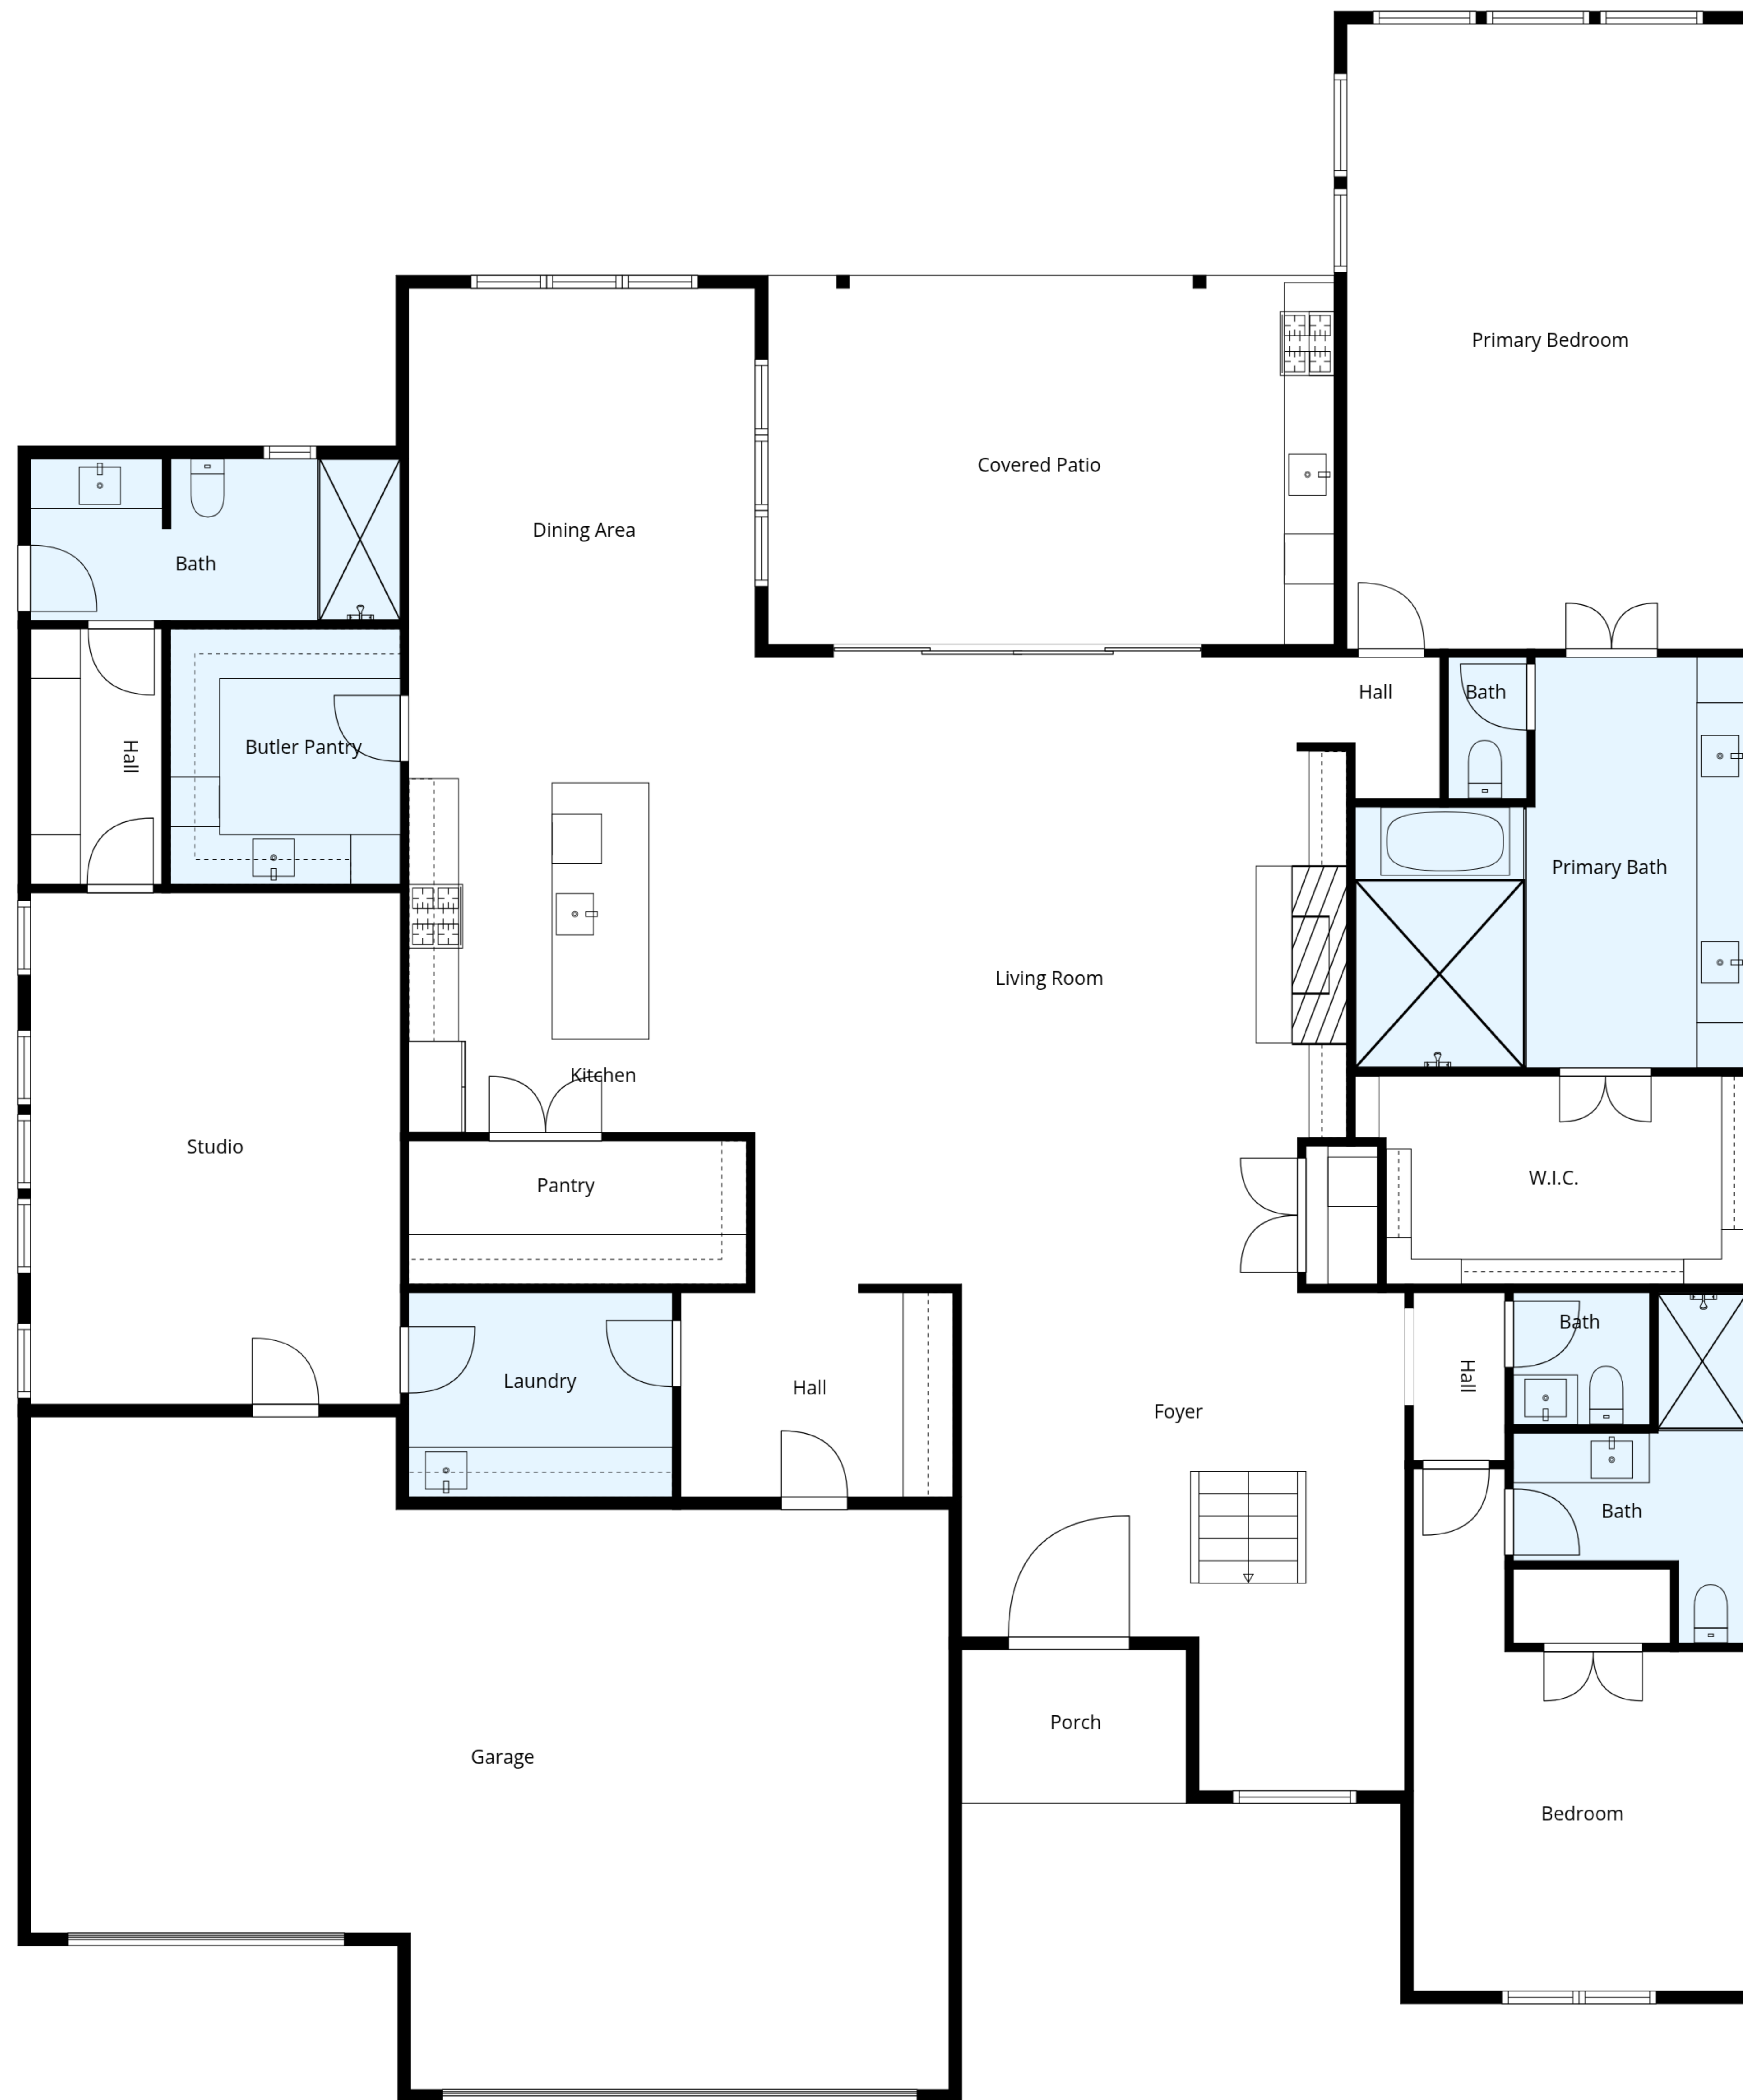 Primary Bedroom
Covered Patio
Dining Area
Bath
Hall
Bath
Butler Pantry
Hall
Primary Bath
Living Room
Kitchen
Studio
W.I.C.
Pantry
Bath
Laundry
Hall
Hall
Foyer
Bath
Porch
Garage
Bedroom